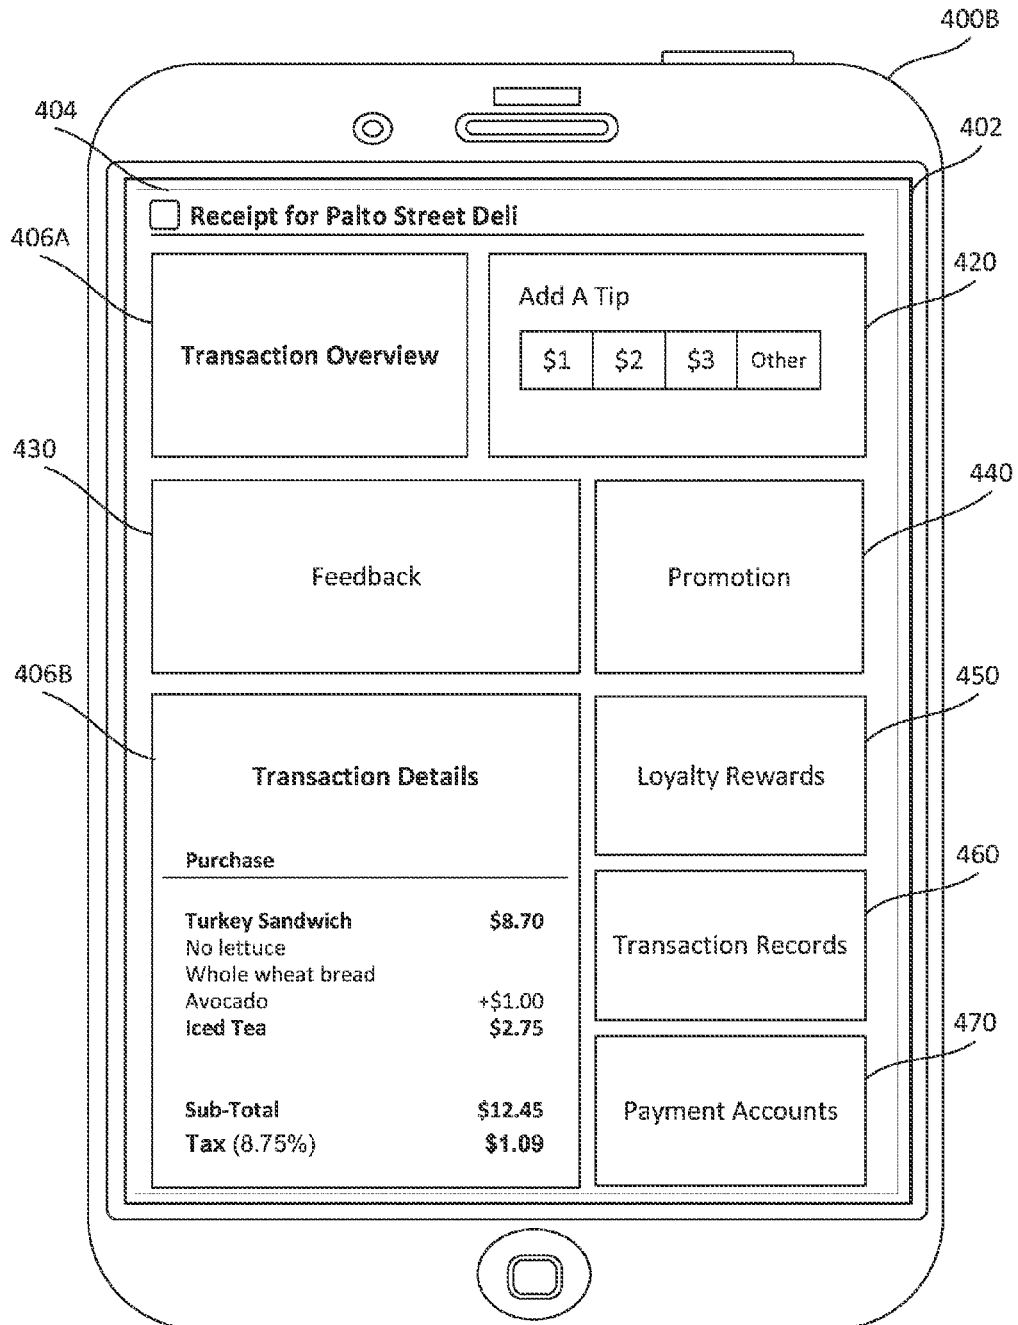 400B
404
402
Receipt for Palto Street Deli
406A
420
Add A Tip
$1 $2 $3 Other
Transaction Overview
430
440
Feedback
Promotion
406B
450
Transaction Details
Loyalty Rewards
Purchase
460
Turkey Sandwich $8.70
No lettuce
Whole wheat bread
Avocado +$1.00
Iced Tea $2.75
Transaction Records
470
Sub-Total $12.45
Tax (8.75%) $1.09
Payment Accounts